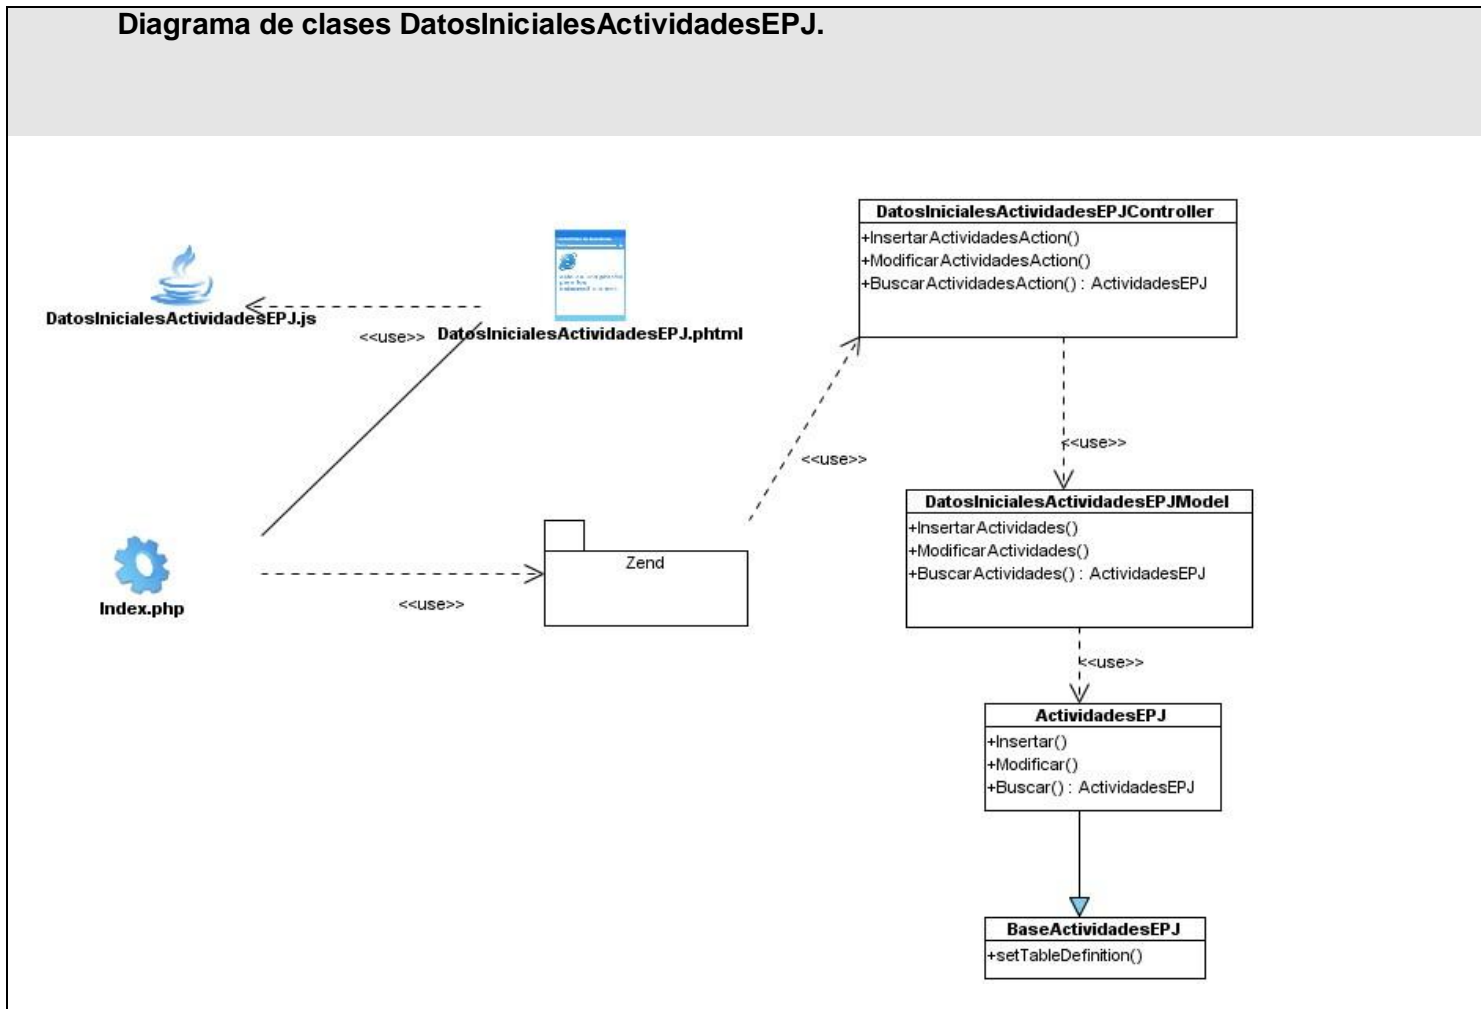 Diagrama de clases DatosInicialesActividadesEPJ.
DatosInicialesActividadesEPJ.js
<<use>>
DatosInicialesActividadesEPJ.phtml
DatosInicialesActividadesEPJController
+InsertarActividadesAction()
+ModificarActividadesAction()
+BuscarActividadesAction() : ActividadesEPJ
<<use>>
<<use>>
Index.php
<<use>>
Zend
DatosInicialesActividadesEPJModel
+InsertarActividades()
+ModificarActividades()
+BuscarActividades() : ActividadesEPJ
<<use>>
ActividadesEPJ
+Insertar()
+Modificar()
+Buscar() : ActividadesEPJ
BaseActividadesEPJ
+setTableDefinition()